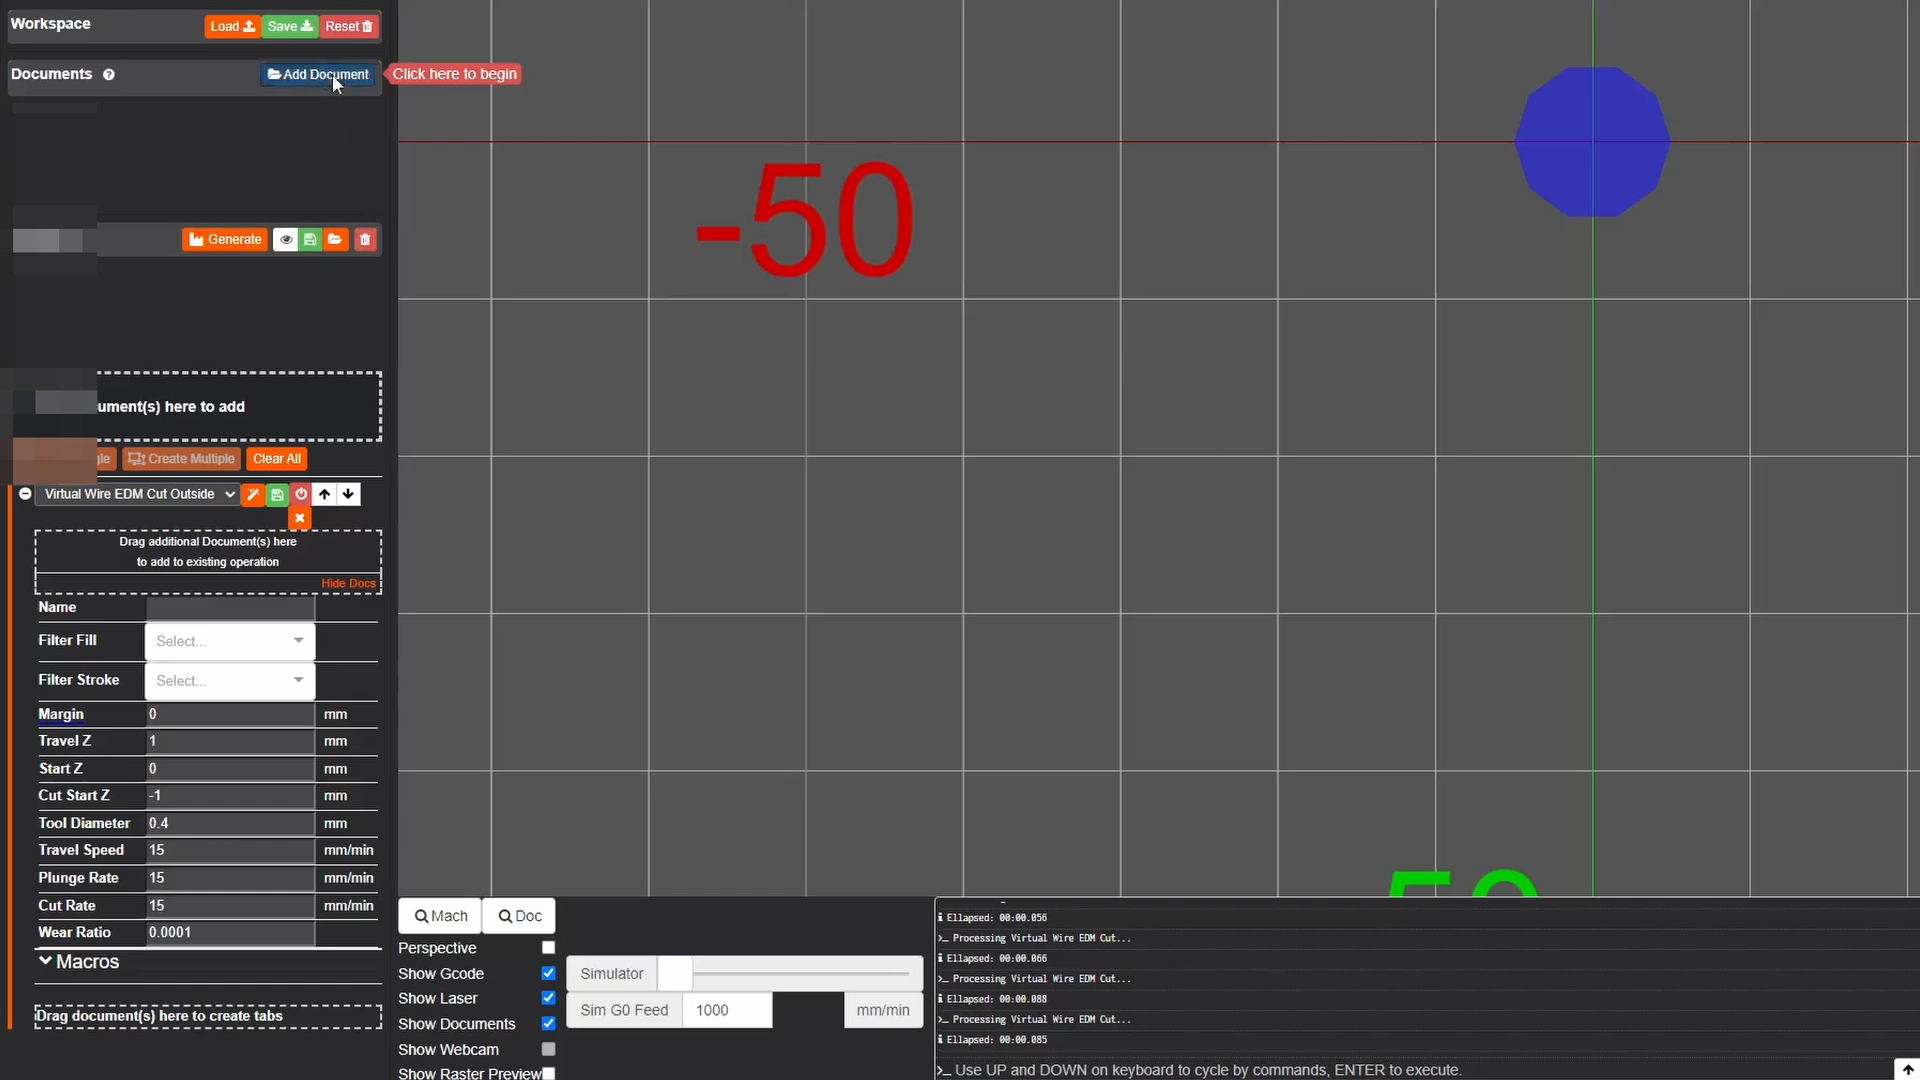 Workspace
Load
Save
Reset
Documents
Add Document
Click here to begin
-50
Generate
ument(s) here to add
gle
Create Multiple
Clear All
Virtual Wire EDM Cut Outside
Drag additional Document(s) here
to add to existing operation
Hide Docs
Name
Filter Fill
Select...
Filter Stroke
Select...
Margin 0 mm
Travel Z 1 mm
Start Z 0 mm
Cut Start Z -1 mm
Tool Diameter 0.4 mm
Travel Speed 15 mm/min
Plunge Rate 15 mm/min
Cut Rate 15 mm/min
Wear Ratio 0.0001
Macros
Drag document(s) here to create tabs
Mach
Doc
Perspective
Show Gcode
Show Laser
Show Documents
Show Webcam
Show Raster Preview
Simulator
Sim G0 Feed 1000 mm/min
Ellapsed: 00:00.056
>_ Processing Virtual Wire EDM Cut...
Ellapsed: 00:00.066
>_ Processing Virtual Wire EDM Cut...
Ellapsed: 00:00.088
>_ Processing Virtual Wire EDM Cut...
Ellapsed: 00:00.085
>_ Use UP and DOWN on keyboard to cycle by commands, ENTER to execute.